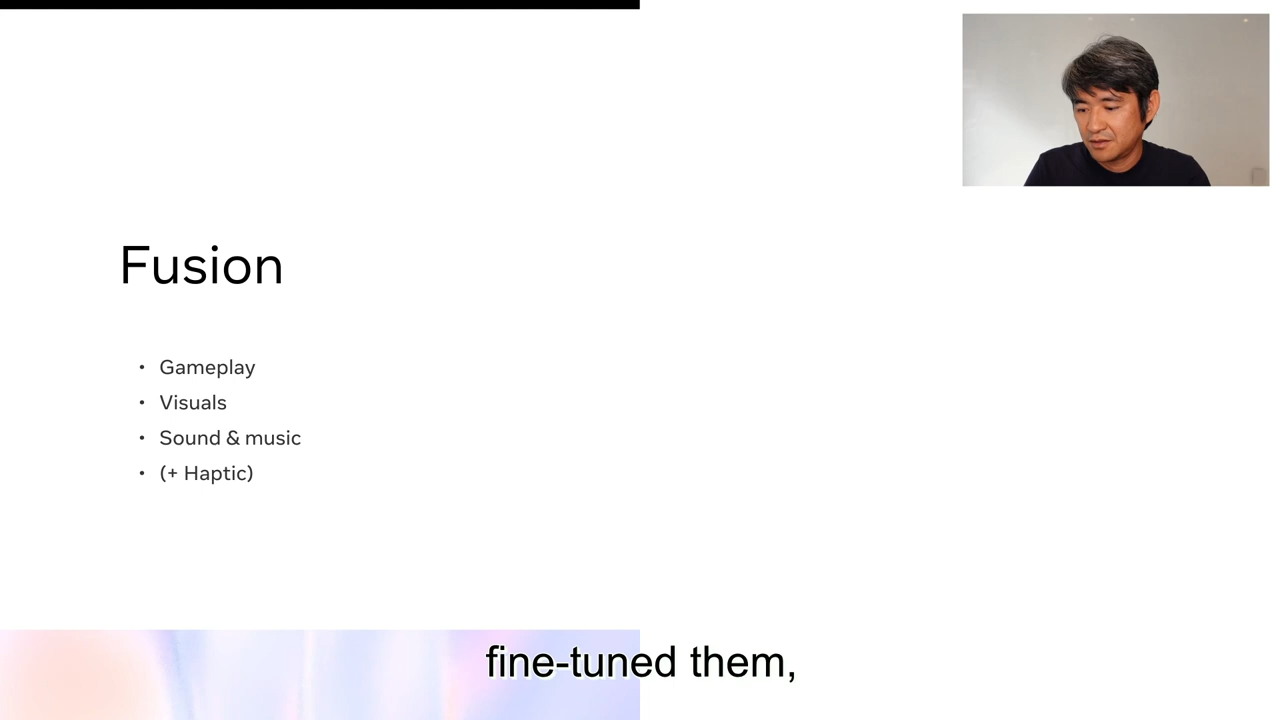 Fusion
• Gameplay
• Visuals
• Sound & music
• (+ Haptic)
fine-tuned them,